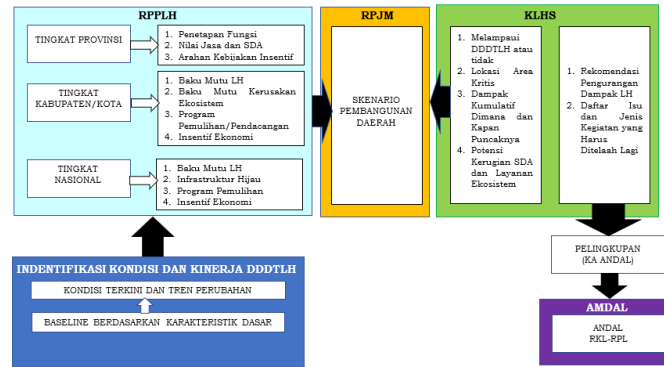 RPPLH
TINGKAT PROVINSI
1. Penetapan Fungsi
2. Nilai Jasa dan SDA
3. Arahan Kebijakan Insentif
TINGKAT
KABUPATEN/KOTA
1. Baku Mutu LH
2. Baku Mutu Kerusakan
Ekosistem
3. Program
Pemulihan/Pendacangan
4. Insentif Ekonomi
TINGKAT
NASIONAL
1. Baku Mutu LH
2. Infrastruktur Hijau
3. Program Pemulihan
4. Insentif Ekonomi
RPJM
SKENARIO
PEMBANGUNAN
DAERAH
KLHS
1. Melampaui
DDDTLH atau
tidak
2. Lokasi Area
Kritis
3. Dampak
Kumulatif
Dimana dan
Kapan
Puncaknya
4. Potensi
Kerugian SDA
dan Layanan
Ekosistem
1. Rekomendasi
Pengurangan
Dampak LH
2. Daftar Isu
dan Jenis
Kegiatan yang
Harus
Ditelaah Lagi
PELINGKUPAN
(KA ANDAL)
AMDAL
ANDAL
RKL-RPL
INDENTIFIKASI KONDISI DAN KINERJA DDDTLH
KONDISI TERKINI DAN TREN PERUBAHAN
BASELINE BERDASARKAN KARAKTERISTIK DASAR